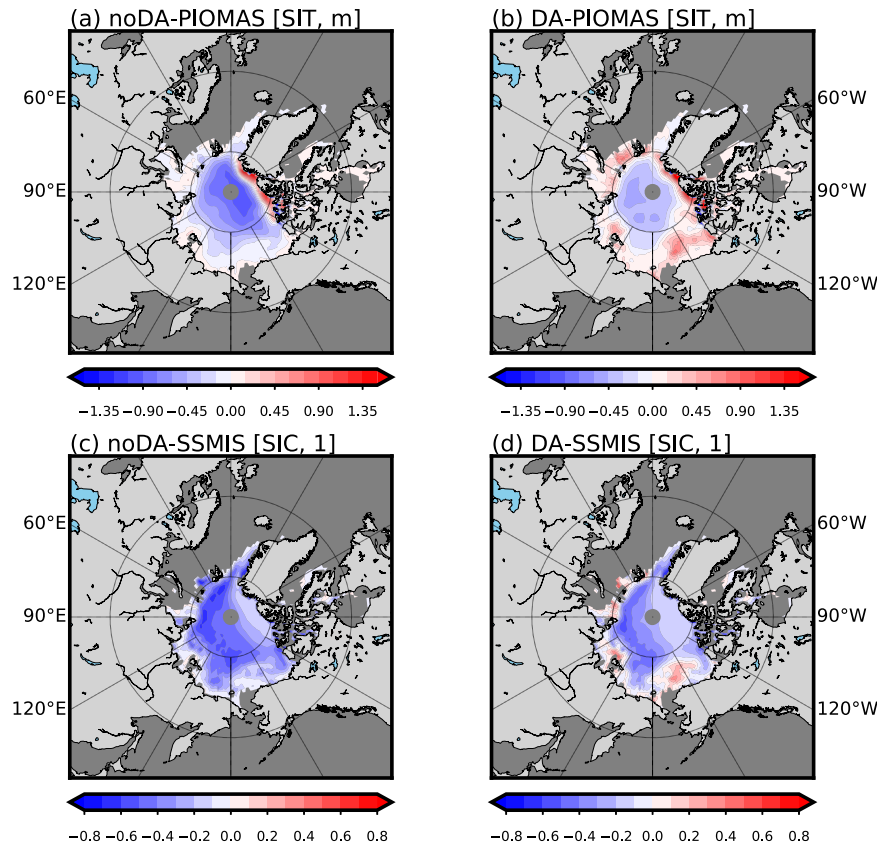 (a) noDA-PIOMAS [SIT, m]
(b) DA-PIOMAS [SIT, m]
60°E
60°W
90°E
90°W
120°E
120°W
−1.35 −0.90 −0.45 0.00 0.45 0.90 1.35
−1.35 −0.90 −0.45 0.00 0.45 0.90 1.35
(c) noDA-SSMIS [SIC, 1]
(d) DA-SSMIS [SIC, 1]
60°E
60°W
90°E
90°W
120°E
120°W
−0.8 −0.6 −0.4 −0.2 0.0 0.2 0.4 0.6 0.8
−0.8 −0.6 −0.4 −0.2 0.0 0.2 0.4 0.6 0.8